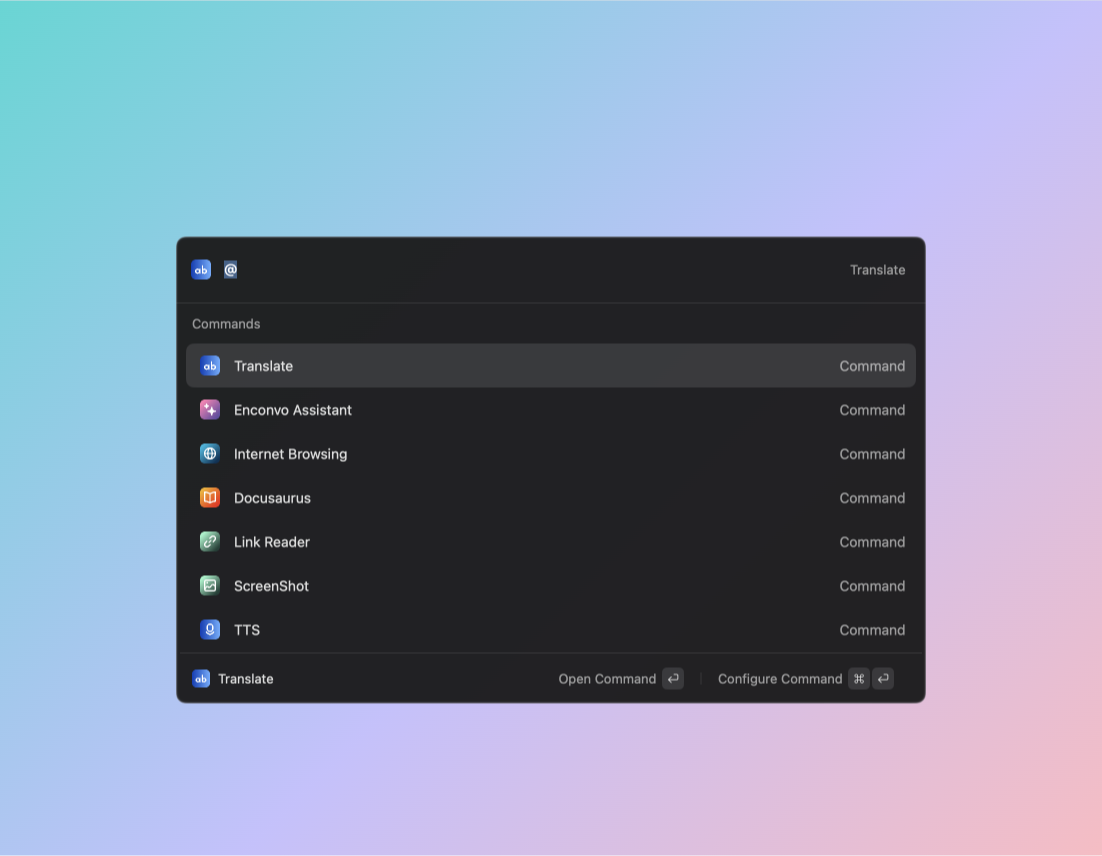 ab @ Translate
Commands
ab Translate Command
Enconvo Assistant Command
Internet Browsing Command
Docusaurus Command
Link Reader Command
ScreenShot Command
TTS Command
ab Translate Open Command ⏎ Configure Command ⌘ ⏎